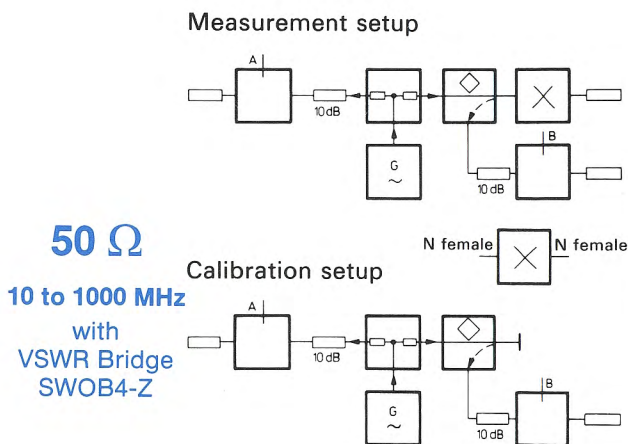 Measurement setup
A
10 dB
G
~
B
10 dB
50 Ω
10 to 1000 MHz
with
VSWR Bridge
SWOB4-Z
N female
N female
Calibration setup
A
10 dB
G
~
B
10 dB